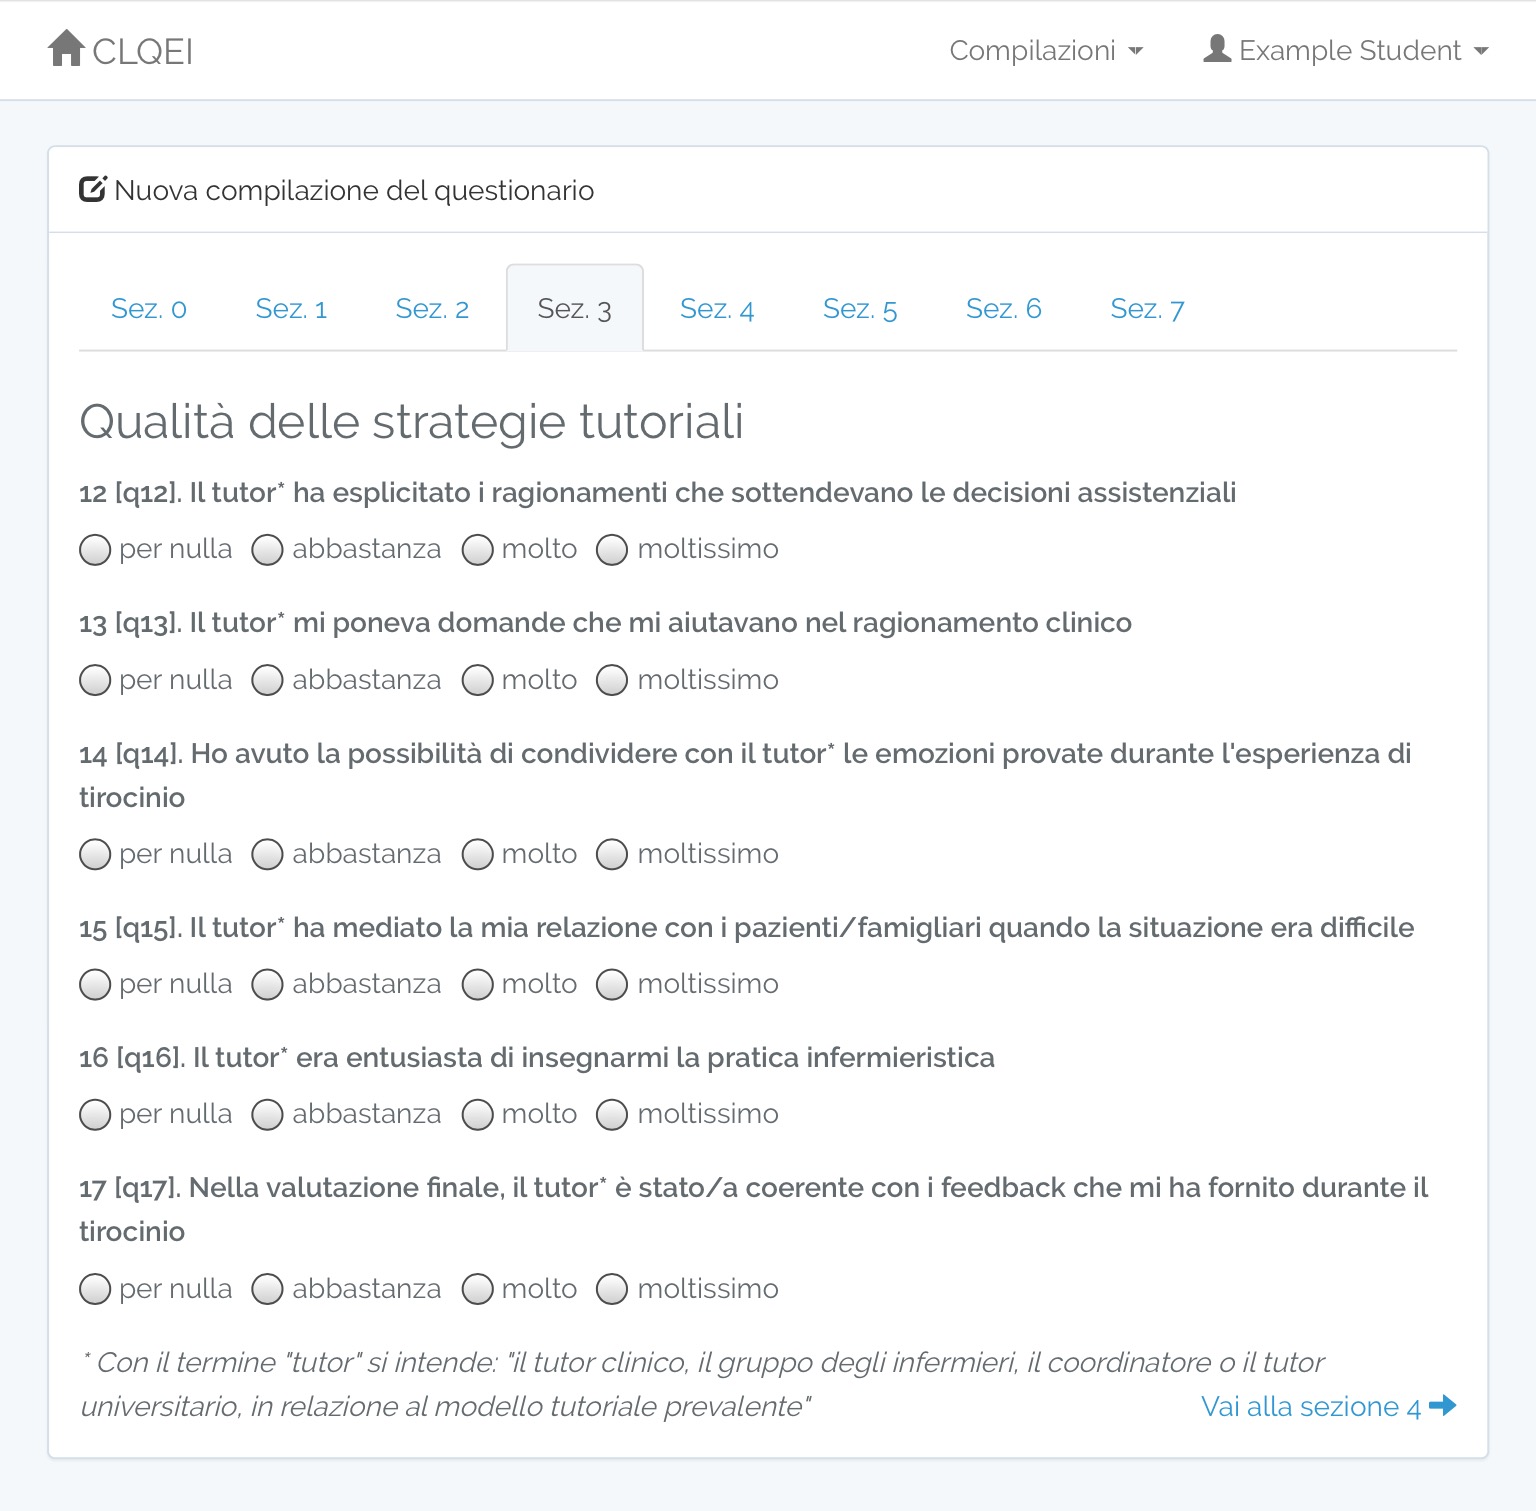 CLQEI
Compilazioni
Example Student
Nuova compilazione del questionario
Sez. 0 Sez. 1 Sez. 2 Sez. 3 Sez. 4 Sez. 5 Sez. 6 Sez. 7
Qualità delle strategie tutoriali
12 [q12]. Il tutor* ha esplicitato i ragionamenti che sottendevano le decisioni assistenziali
per nulla abbastanza molto moltissimo
13 [q13]. Il tutor* mi poneva domande che mi aiutavano nel ragionamento clinico
per nulla abbastanza molto moltissimo
14 [q14]. Ho avuto la possibilità di condividere con il tutor* le emozioni provate durante l'esperienza di
tirocinio
per nulla abbastanza molto moltissimo
15 [q15]. Il tutor* ha mediato la mia relazione con i pazienti/famigliari quando la situazione era difficile
per nulla abbastanza molto moltissimo
16 [q16]. Il tutor* era entusiasta di insegnarmi la pratica infermieristica
per nulla abbastanza molto moltissimo
17 [q17]. Nella valutazione finale, il tutor* è stato/a coerente con i feedback che mi ha fornito durante il
tirocinio
per nulla abbastanza molto moltissimo
* Con il termine "tutor" si intende: "il tutor clinico, il gruppo degli infermieri, il coordinatore o il tutor
universitario, in relazione al modello tutoriale prevalente"
Vai alla sezione 4